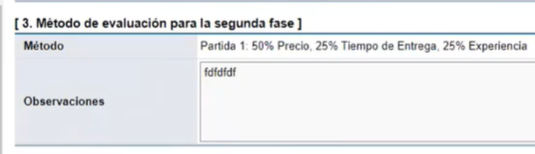 [ 3. Método de evaluación para la segunda fase ]
Método Partida 1: 50% Precio, 25% Tiempo de Entrega, 25% Experiencia
fdfdfdf
Observaciones